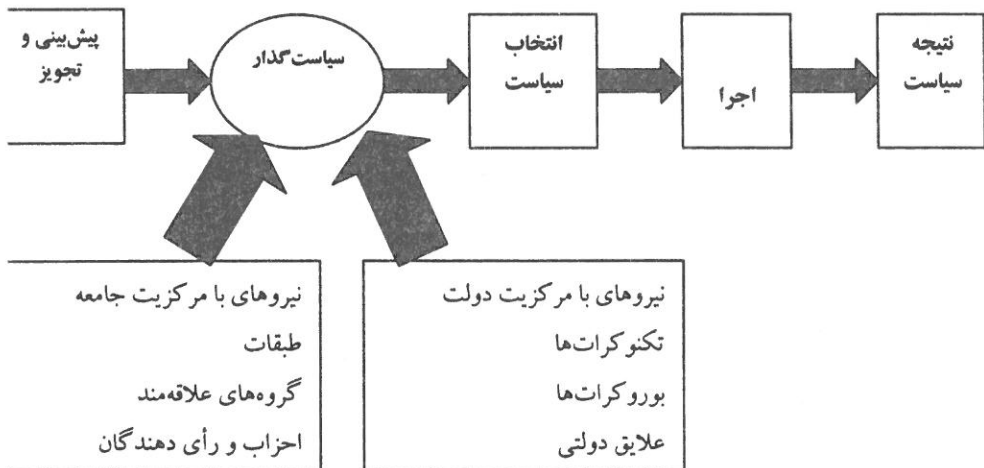 پیش‌بینی و
تجویز
سیاست‌گذار
انتخاب
سیاست
اجرا
نتیجه
سیاست
نیروهای با مرکزیت جامعه
طبقات
گروه‌های علاقه‌مند
احزاب و رأی دهندگان
نیروهای با مرکزیت دولت
تکنوکرات‌ها
بوروکرات‌ها
علایق دولتی